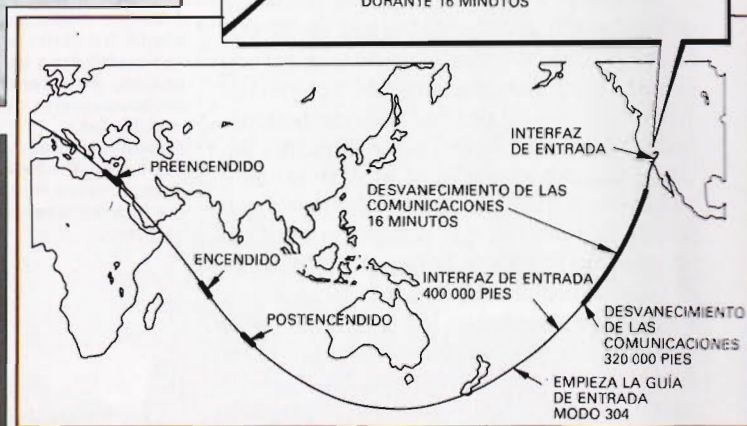 DURANTE 16 MINUTOS
INTERFAZ
DE ENTRADA
PREENCENDIDO
DESVANECIMIENTO DE LAS
COMUNICACIONES
16 MINUTOS
ENCENDIDO
INTERFAZ DE ENTRADA
400 000 PIES
POSTENCENDIDO
DESVANECIMIENTO
DE LAS
COMUNICACIONES
320 000 PIES
EMPIEZA LA GUÍA
DE ENTRADA
MODO 304